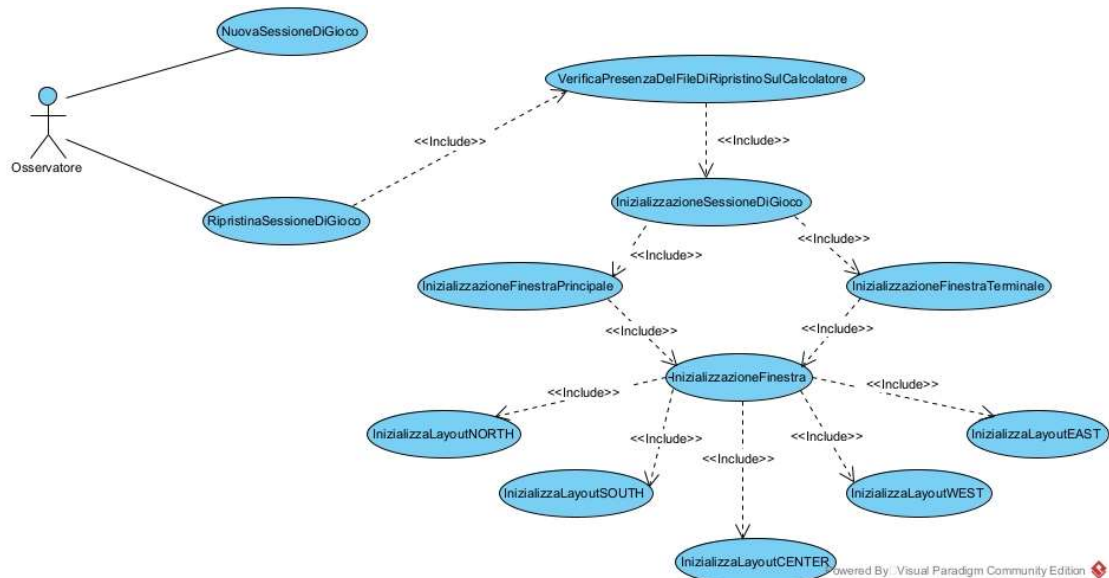 NuovaSessioneDiGioco
VerificaPresenzaDelFileDiRipristinoSulCalcolatore
<<Include>>
<<Include>>
Osservatore
InizializzazioneSessioneDiGioco
RipristinaSessioneDiGioco
<<Include>>
<<Include>>
InizializzazioneFinestraPrincipale
InizializzazioneFinestraTerminale
<<Include>>
<<Include>>
InizializzazioneFinestra
<<Include>>
<<Include>>
InizializzaLayoutNORTH
InizializzaLayoutEAST
<<Include>>
<<Include>>
<<Include>>
InizializzaLayoutSOUTH
InizializzaLayoutWEST
InizializzaLayoutCENTER
Powered By: Visual Paradigm Community Edition